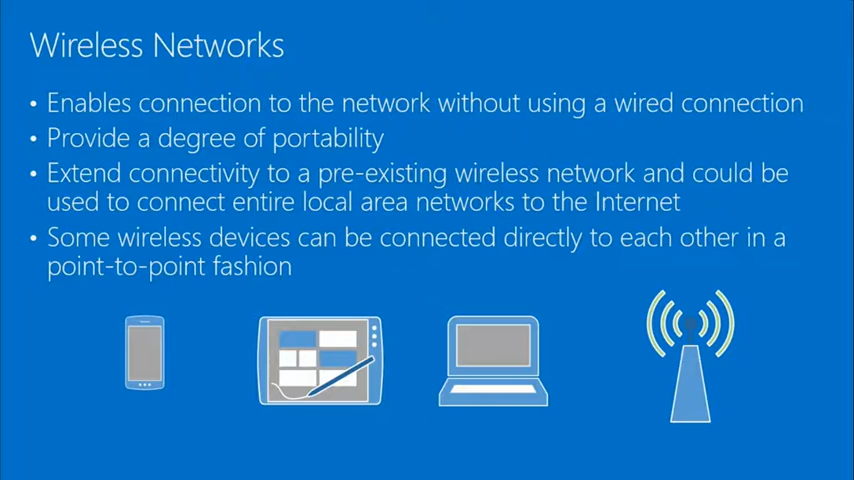 Wireless Networks
• Enables connection to the network without using a wired connection
• Provide a degree of portability
• Extend connectivity to a pre-existing wireless network and could be
used to connect entire local area networks to the Internet
• Some wireless devices can be connected directly to each other in a
point-to-point fashion